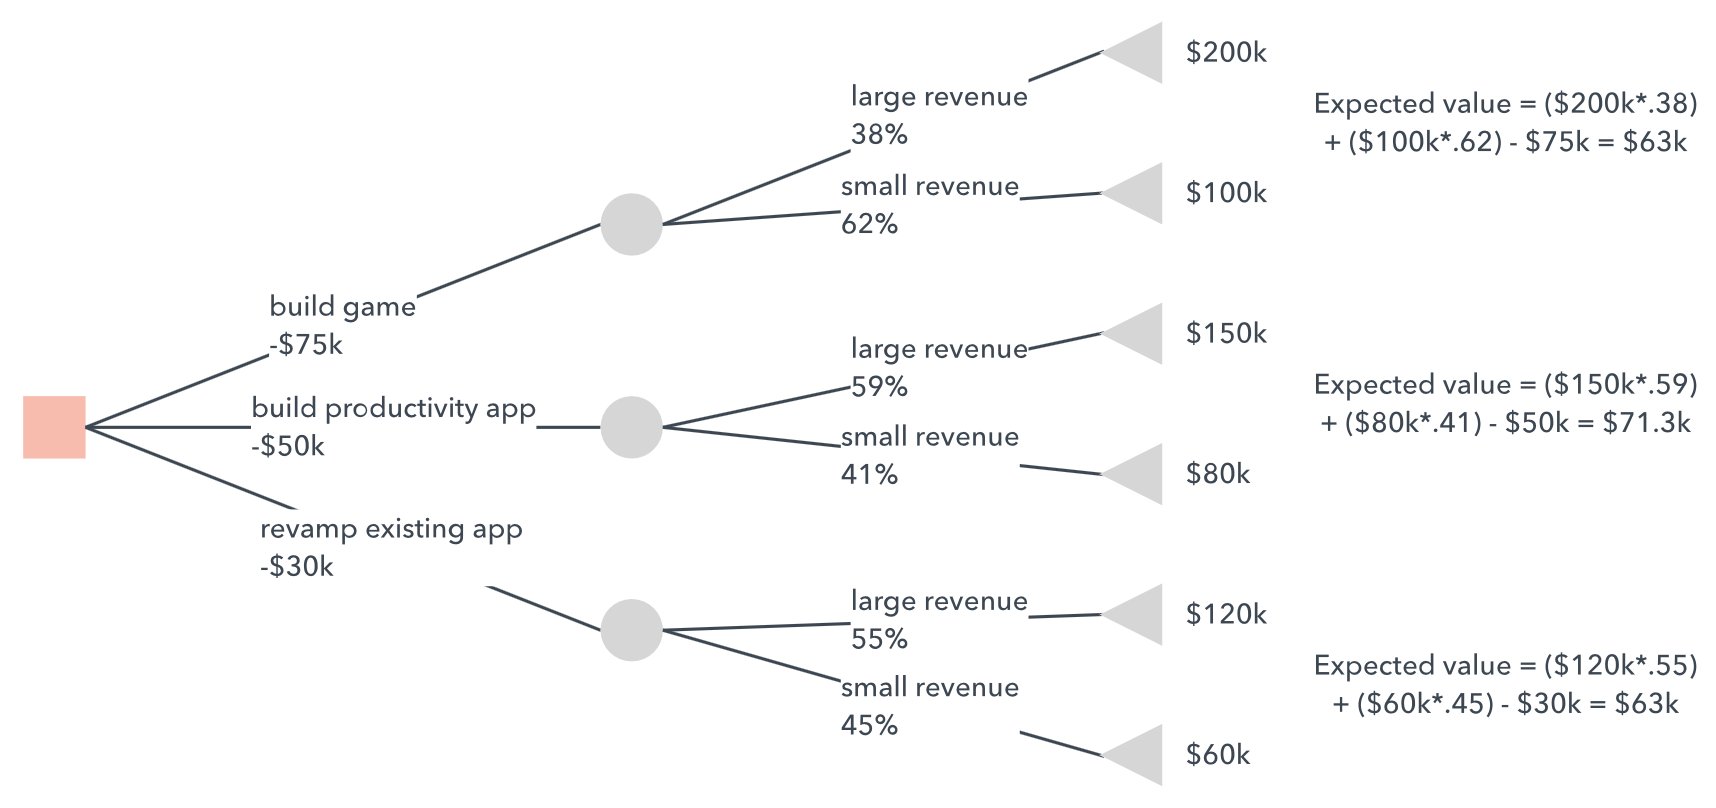 $200k
large revenue
38%
Expected value = ($200k*.38)
+ ($100k*.62) - $75k = $63k
small revenue
62%
$100k
build game
-$75k
$150k
large revenue
59%
Expected value = ($150k*.59)
+ ($80k*.41) - $50k = $71.3k
build productivity app
-$50k
small revenue
41%
$80k
revamp existing app
-$30k
large revenue
55%
$120k
Expected value = ($120k*.55)
+ ($60k*.45) - $30k = $63k
small revenue
45%
$60k